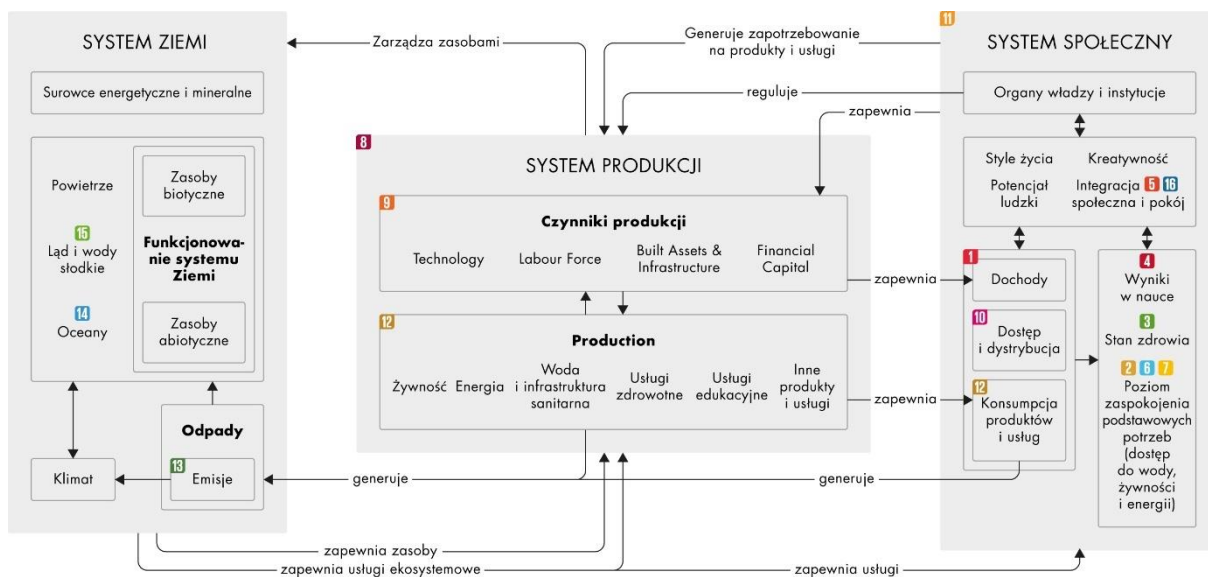 SYSTEM ZIEMI
Surowce energetyczne i mineralne
Powietrze
15
Ląd i wody
słodkie
14
Oceany
Zasoby
biotyczne
Funkcjonowa-
nie systemu
Ziemi
Zasoby
abiotyczne
Odpady
13
Emisje
Klimat
Zarządza zasobami
Generuje zapotrzebowanie
na produkty i usługi
reguluje
zapewnia
8
SYSTEM PRODUKCJI
9
Czynniki produkcji
Technology
Labour Force
Built Assets &
Infrastructure
Financial
Capital
zapewnia
12
Production
Żywność
Energia
Woda
i infrastruktura
sanitarna
Usługi
zdrowotne
Usługi
edukacyjne
Inne
produkty
i usługi
zapewnia
generuje
generuje
zapewnia zasoby
zapewnia usługi ekosystemowe
zapewnia usługi
11
SYSTEM SPOŁECZNY
Organy władzy i instytucje
Style życia
Kreatywność
Potencjał
ludzki
Integracja 5 16
społeczna i pokój
1
Dochody
10
Dostęp
i dystrybucja
12
Konsumpcja
produktów
i usług
4
Wyniki
w nauce
3
Stan zdrowia
2 6 7
Poziom
zaspokojenia
podstawowych
potrzeb
(dostęp
do wody,
żywności
i energii)